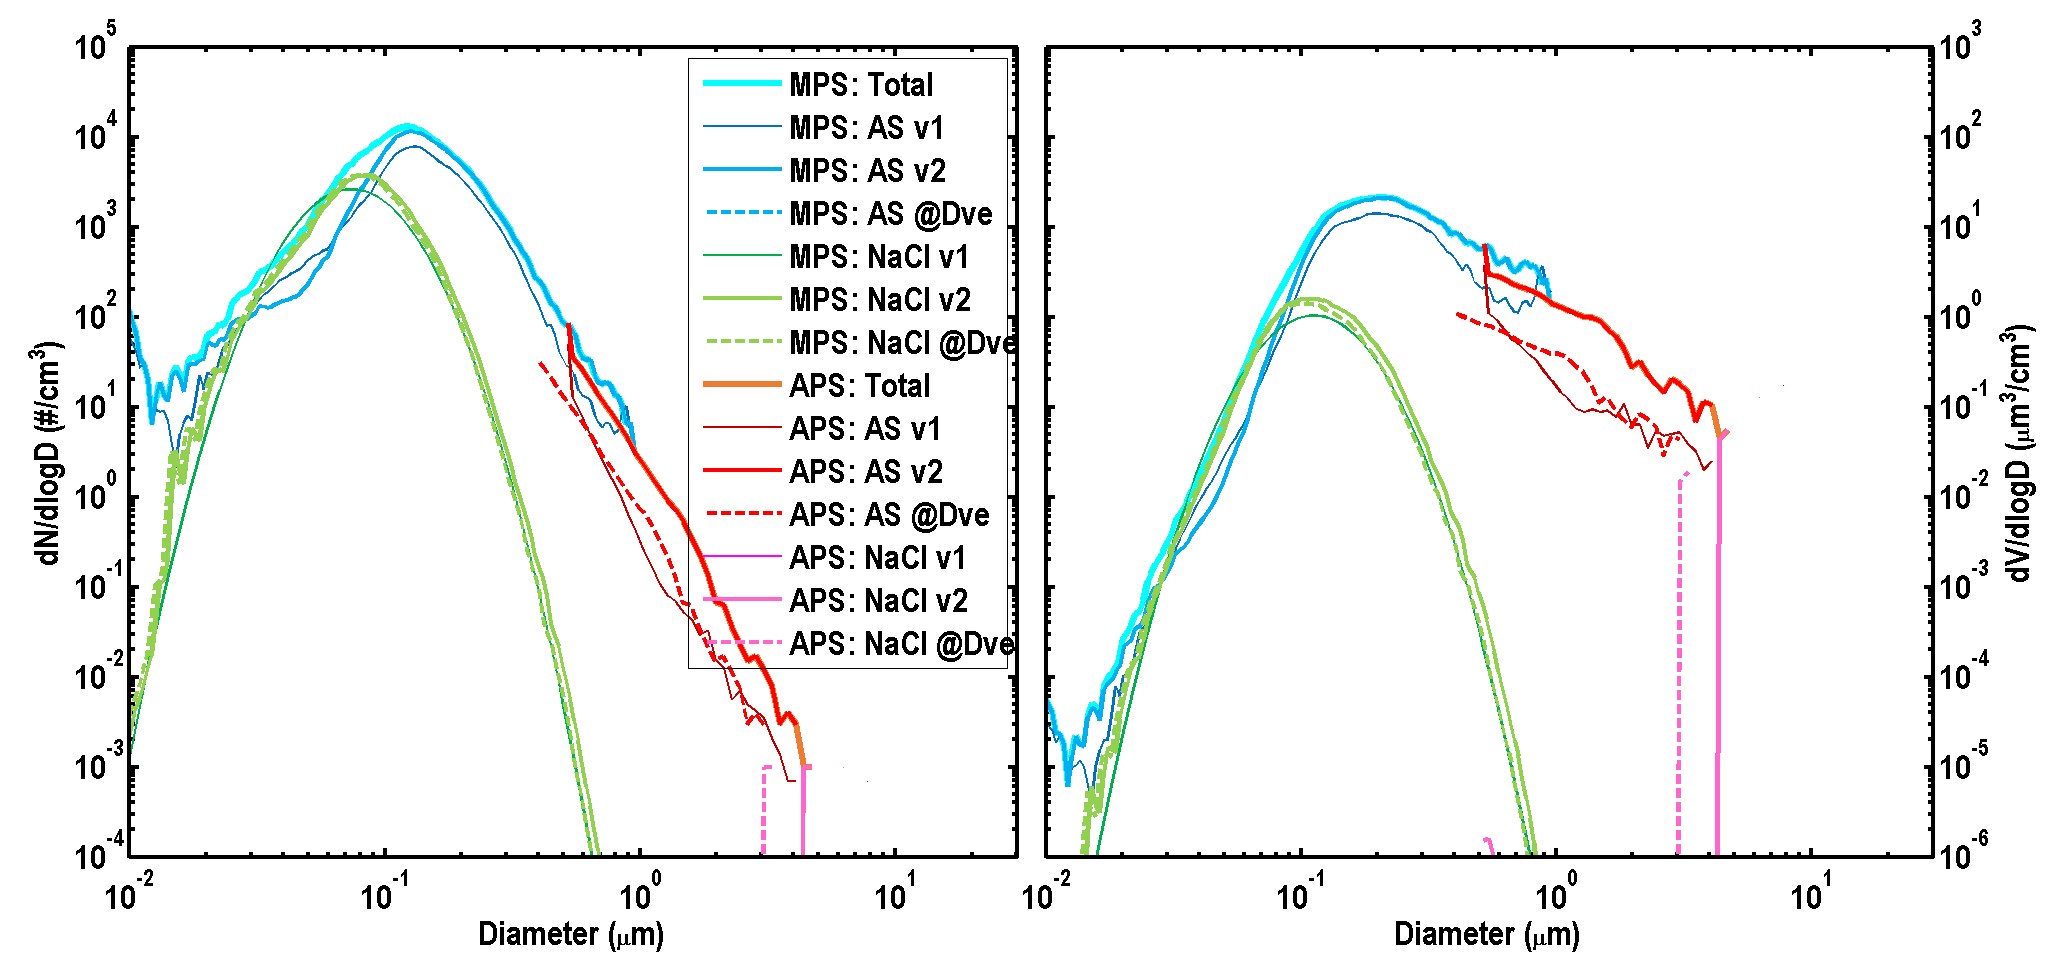 10^5
10^4
10^3
10^2
10^1
10^0
10^-1
10^-2
10^-3
10^-4
dN/dlogD (#/cm^3)
10^-2
10^-1
10^0
10^1
Diameter (μm)
MPS: Total
MPS: AS v1
MPS: AS v2
MPS: AS @Dve
MPS: NaCl v1
MPS: NaCl v2
MPS: NaCl @Dve
APS: Total
APS: AS v1
APS: AS v2
APS: AS @Dve
APS: NaCl v1
APS: NaCl v2
APS: NaCl @Dve
10^-2
10^-1
10^0
10^1
Diameter (μm)
10^3
10^2
10^1
10^0
10^-1
10^-2
10^-3
10^-4
10^-5
10^-6
dV/dlogD (μm^3/cm^3)